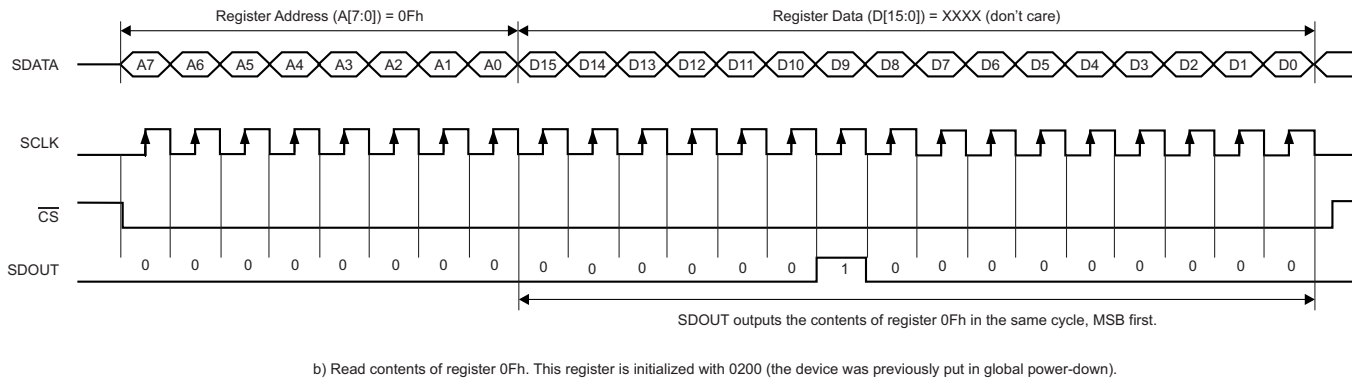 Register Address (A[7:0]) = 0Fh Register Data (D[15:0]) = XXXX (don’t care)
SDATA A7 A6 A5 A4 A3 A2 A1 A0 D15 D14 D13 D12 D11 D10 D9 D8 D7 D6 D5 D4 D3 D2 D1 D0
SCLK
CS
SDOUT 0 0 0 0 0 0 0 0 0 0 0 0 0 0 1 0 0 0 0 0 0 0 0 0
SDOUT outputs the contents of register 0Fh in the same cycle, MSB first.
b) Read contents of register 0Fh. This register is initialized with 0200 (the device was previously put in global power-down).